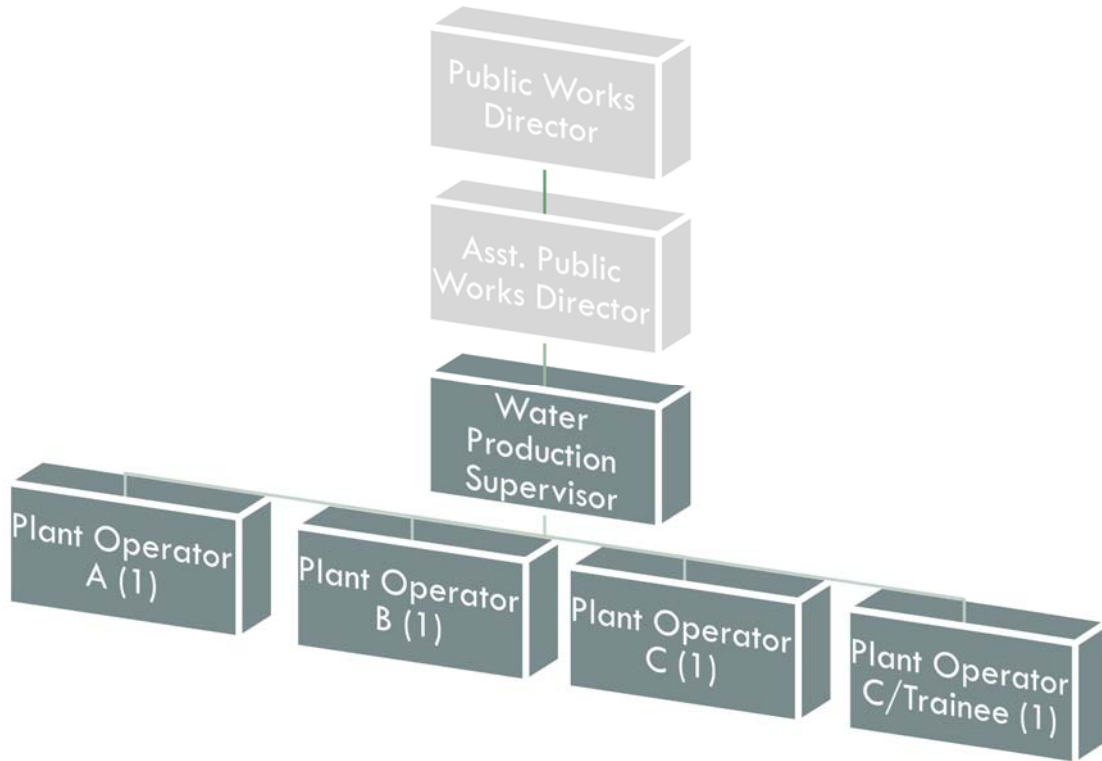 Public Works
Director
Asst. Public
Works Director
Water
Production
Supervisor
Plant Operator
A (1)
Plant Operator
B (1)
Plant Operator
C (1)
Plant Operator
C/Trainee (1)